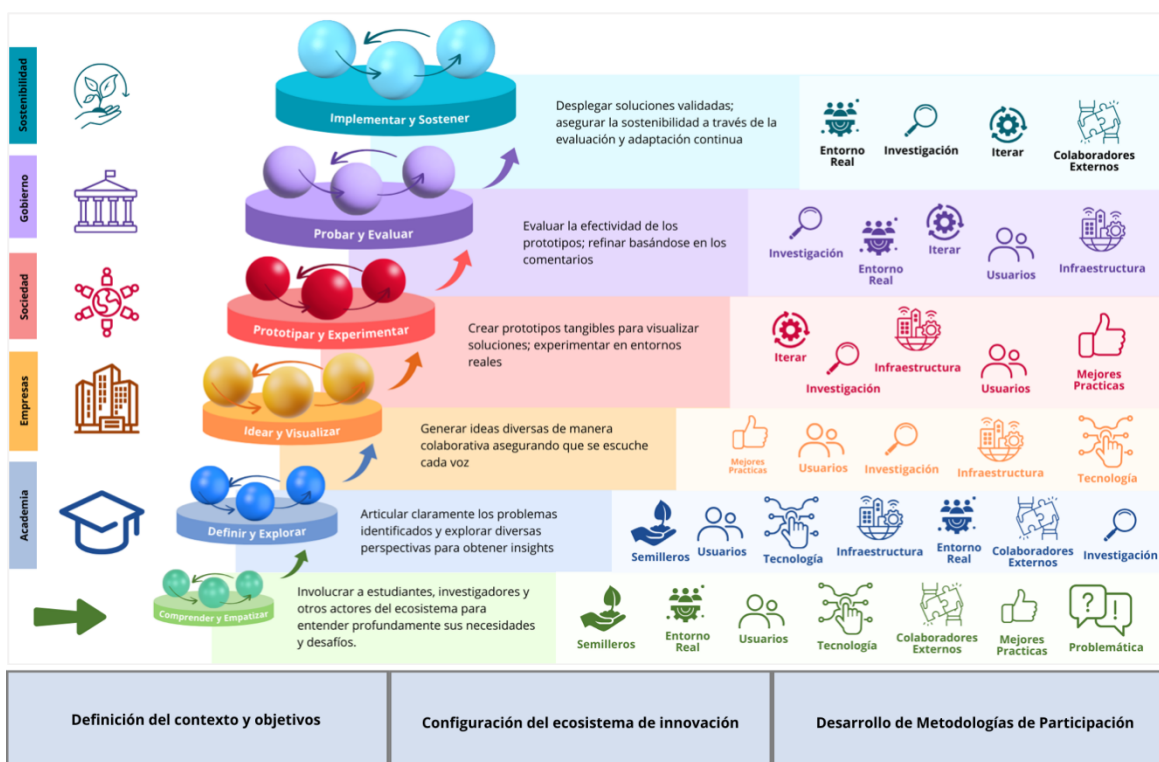 Sostenibilidad
Implementar y Sostener
Desplegar soluciones validadas;
asegurar la sostenibilidad a través de la
evaluación y adaptación continua
Entorno
Real
Investigación
Iterar
Colaboradores
Externos
Gobierno
Probar y Evaluar
Evaluar la efectividad de los
prototipos; refinar basándose en los
comentarios
Investigación
Entorno
Real
Iterar
Usuarios
Infraestructura
Sociedad
Prototipar y Experimentar
Crear prototipos tangibles para visualizar
soluciones; experimentar en entornos
reales
Iterar
Investigación
Infraestructura
Usuarios
Mejores
Practicas
Empresas
Idear y Visualizar
Generar ideas diversas de manera
colaborativa asegurando que se escuche
cada voz
Mejores
Practicas
Usuarios
Investigación
Infraestructura
Tecnología
Academia
Definir y Explorar
Articular claramente los problemas
identificados y explorar diversas
perspectivas para obtener insights
Semilleros
Usuarios
Tecnología
Infraestructura
Entorno
Real
Colaboradores
Externos
Investigación
Comprender y Empatizar
Involucrar a estudiantes, investigadores y
otros actores del ecosistema para
entender profundamente sus necesidades
y desafíos.
Semilleros
Entorno
Real
Usuarios
Tecnología
Colaboradores
Externos
Mejores
Practicas
Problemática
Definición del contexto y objetivos
Configuración del ecosistema de innovación
Desarrollo de Metodologías de Participación